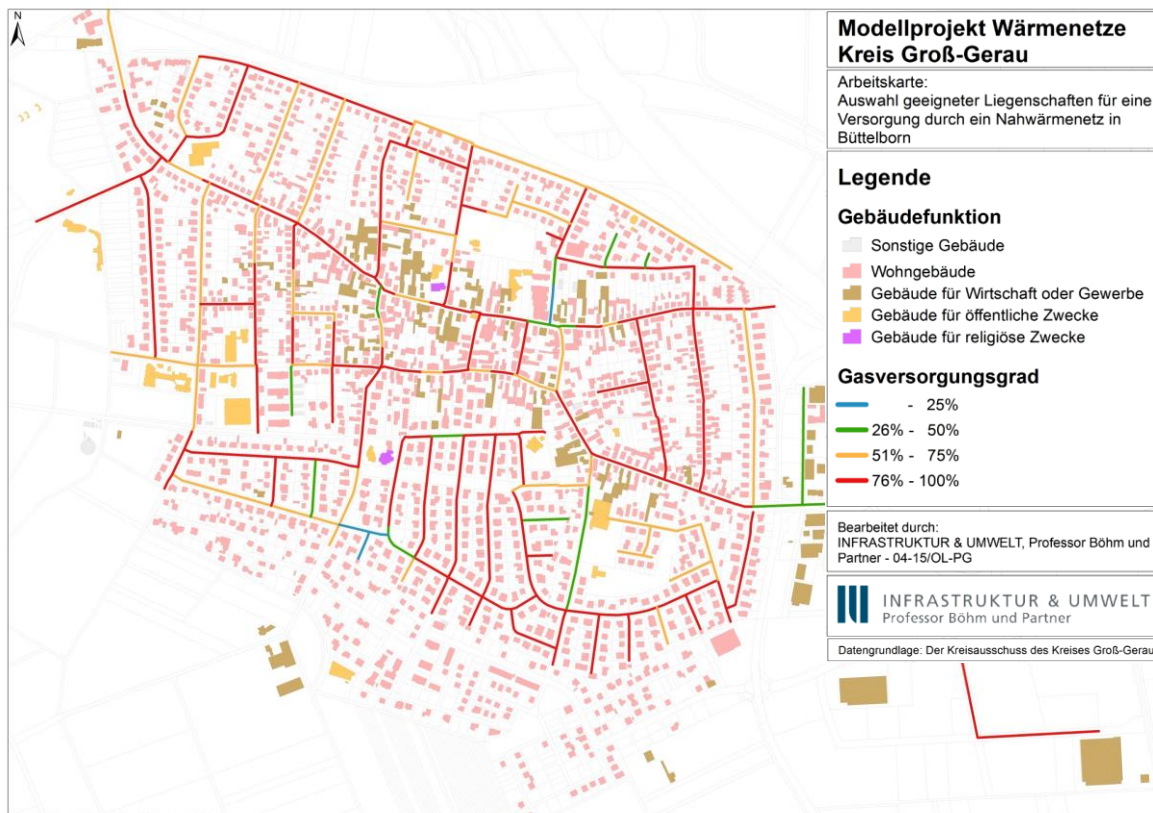 N
Modellprojekt Wärmenetze
Kreis Groß-Gerau
Arbeitskarte:
Auswahl geeigneter Liegenschaften für eine
Versorgung durch ein Nahwärmenetz in
Büttelborn
Legende
Gebäudefunktion
Sonstige Gebäude
Wohngebäude
Gebäude für Wirtschaft oder Gewerbe
Gebäude für öffentliche Zwecke
Gebäude für religiöse Zwecke
Gasversorgungsgrad
- 25%
26% - 50%
51% - 75%
76% - 100%
Bearbeitet durch:
INFRASTRUKTUR & UMWELT, Professor Böhm und
Partner - 04-15/OL-PG
INFRASTRUKTUR & UMWELT
Professor Böhm und Partner
Datengrundlage: Der Kreisausschuss des Kreises Groß-Gerau